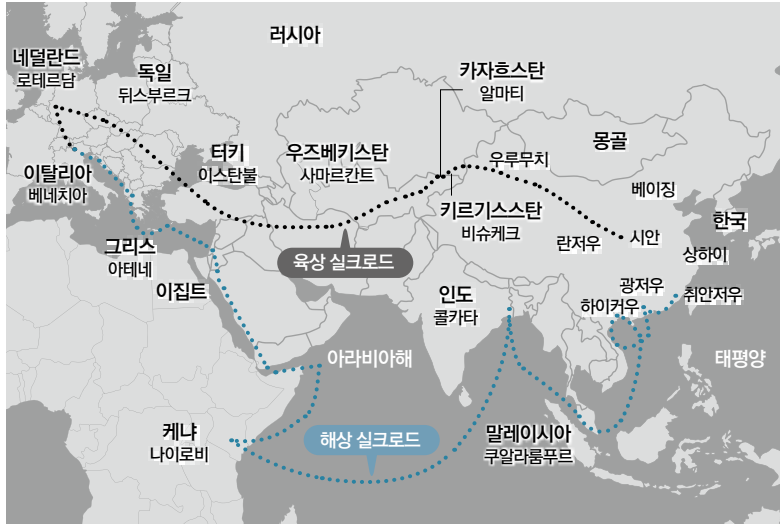 러시아
네덜란드
로테르담
독일
뒤스부르크
카자흐스탄
알마티
몽골
터키
이스탄불
우즈베키스탄
사마르칸트
우루무치
이탈리아
베네치아
베이징
키르기스스탄
비슈케크
한국
시안
란저우
그리스
아테네
육상 실크로드
상하이
이집트
인도
콜카타
광저우
취안저우
하이커우
아라비아해
태평양
케냐
나이로비
해상 실크로드
말레이시아
쿠알라룸푸르